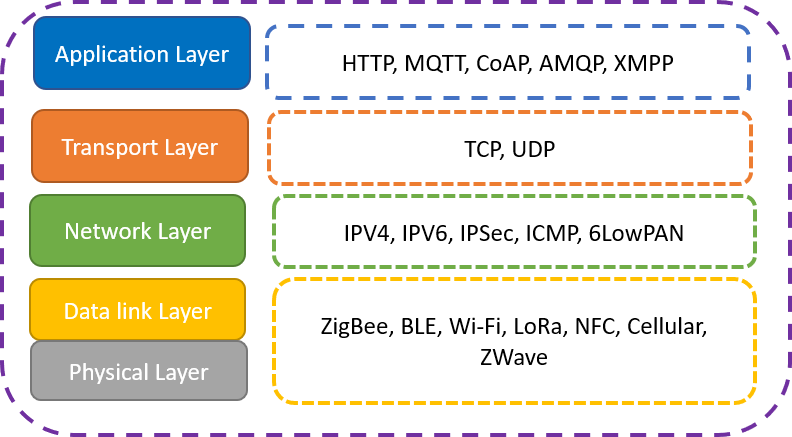 Application Layer
HTTP, MQTT, CoAP, AMQP, XMPP
Transport Layer
TCP, UDP
Network Layer
IPV4, IPV6, IPSec, ICMP, 6LowPAN
Data link Layer
Physical Layer
ZigBee, BLE, Wi-Fi, LoRa, NFC, Cellular,
ZWave